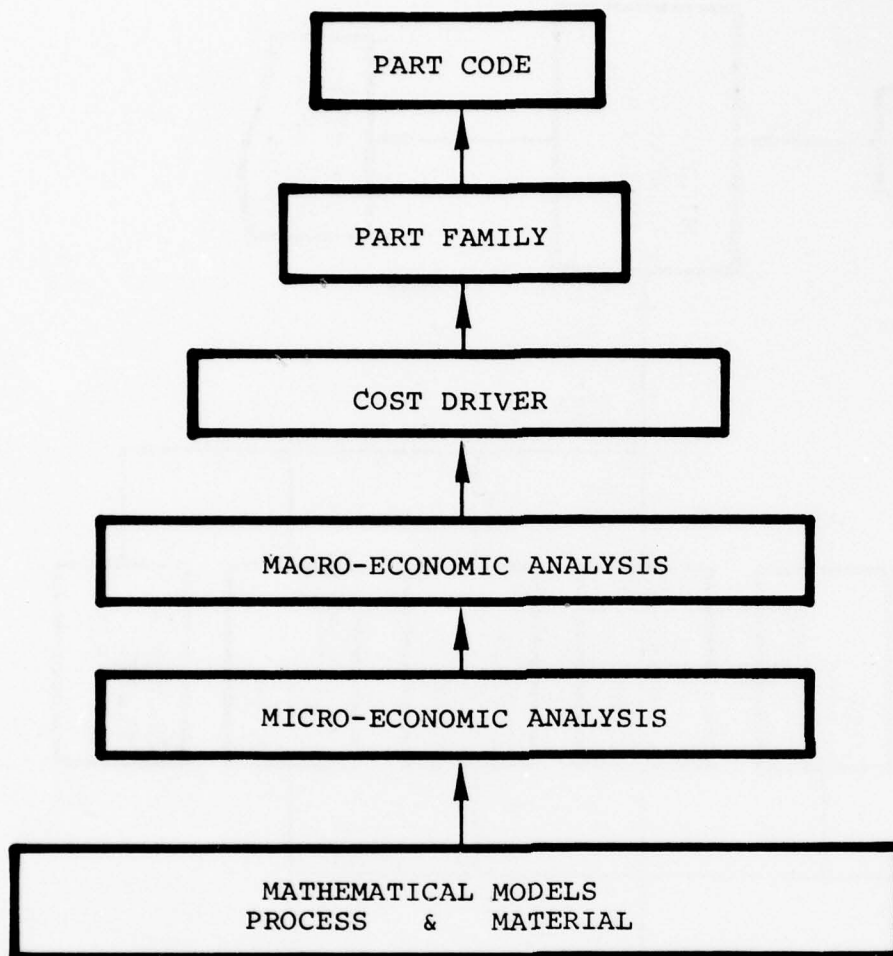 PART CODE
PART FAMILY
COST DRIVER
MACRO-ECONOMIC ANALYSIS
MICRO-ECONOMIC ANALYSIS
MATHEMATICAL MODELS
PROCESS & MATERIAL